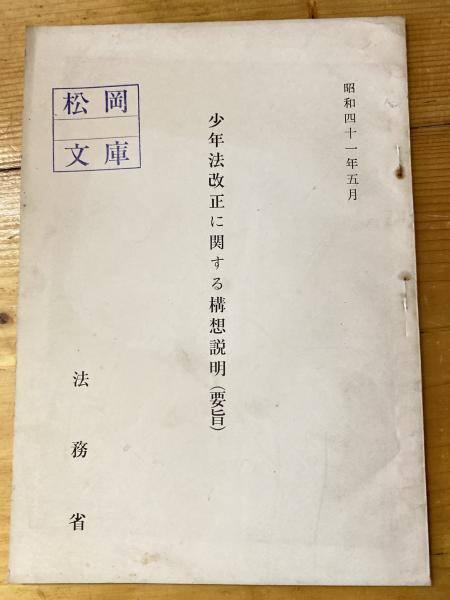 昭和四十一年五月
少年法改正に関する構想説明（要旨）
法務省
松岡
文庫